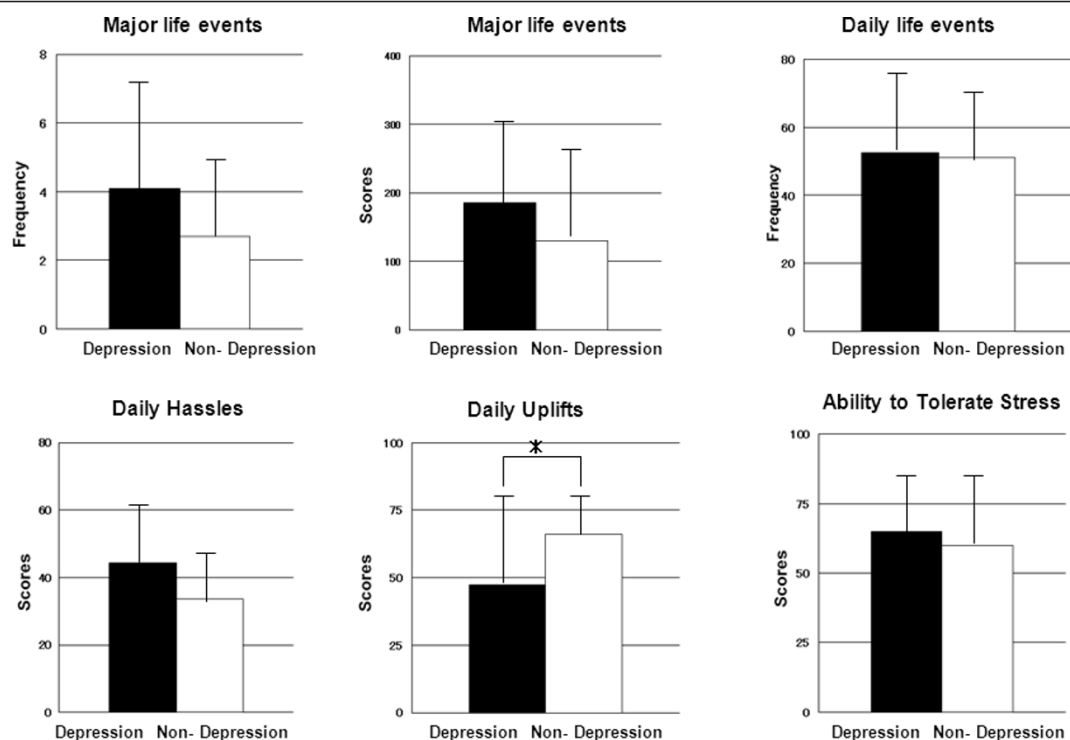 Major life events
8
6
4
2
0
Frequency
Depression Non- Depression
Major life events
400
300
200
100
0
Scores
Depression Non- Depression
Daily life events
80
60
40
20
0
Frequency
Depression Non- Depression
Daily Hassles
80
60
40
20
0
Scores
Depression Non- Depression
Daily Uplifts
100
75
50
25
0
Scores
*
Depression Non- Depression
Ability to Tolerate Stress
100
75
50
25
0
Scores
Depression Non- Depression